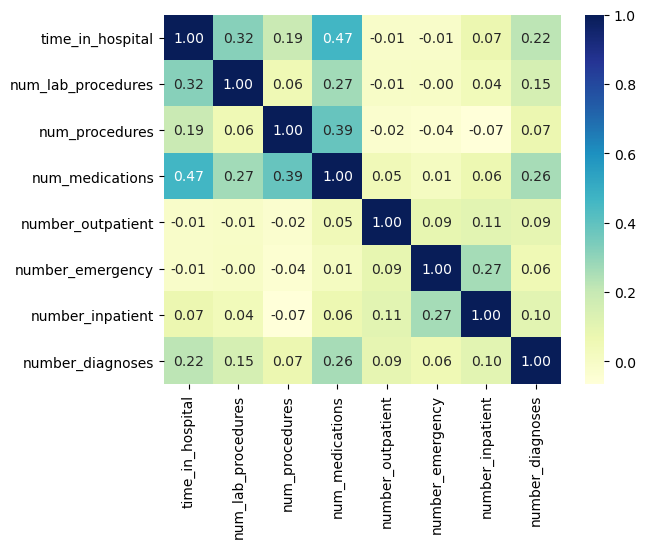 time_in_hospital 1.00 0.32 0.19 0.47 -0.01 -0.01 0.07 0.22
num_lab_procedures 0.32 1.00 0.06 0.27 -0.01 -0.00 0.04 0.15
num_procedures 0.19 0.06 1.00 0.39 -0.02 -0.04 -0.07 0.07
num_medications 0.47 0.27 0.39 1.00 0.05 0.01 0.06 0.26
number_outpatient -0.01 -0.01 -0.02 0.05 1.00 0.09 0.11 0.09
number_emergency -0.01 -0.00 -0.04 0.01 0.09 1.00 0.27 0.06
number_inpatient 0.07 0.04 -0.07 0.06 0.11 0.27 1.00 0.10
number_diagnoses 0.22 0.15 0.07 0.26 0.09 0.06 0.10 1.00
time_in_hospital
num_lab_procedures
num_procedures
num_medications
number_outpatient
number_emergency
number_inpatient
number_diagnoses
1.0
0.8
0.6
0.4
0.2
0.0